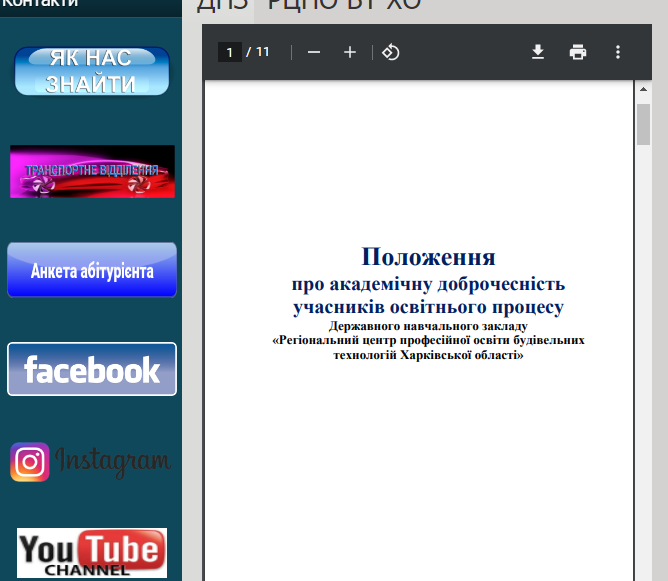 Контакти
ДПЗ "РЦПО БТ ХО"
ЯК НАС
ЗНАЙТИ
ТРАНСПОРТНЕ ВІДДІЛЕННЯ
Анкета абітурієнта
facebook
Instagram
YouTube
CHANNEL
1 / 11
Положення
про академічну доброчесність
учасників освітнього процесу
Державного навчального закладу
«Регіональний центр професійної освіти будівельних
технологій Харківської області»